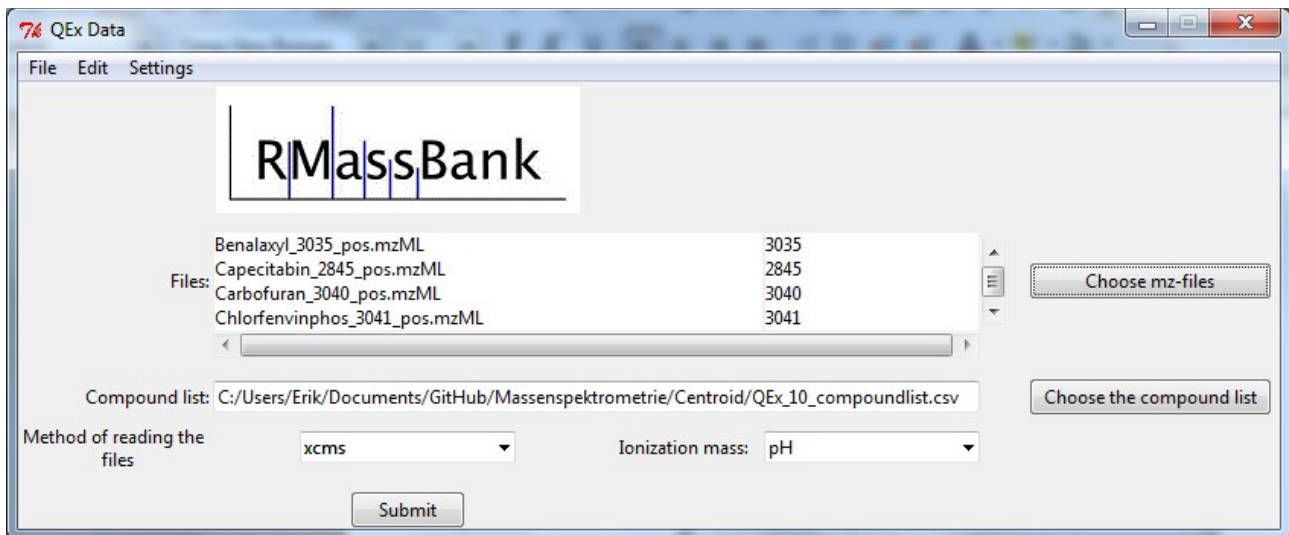 QEx Data
File Edit Settings
RMassBank
Benalaxyl_3035_pos.mzML 3035
Capecitabin_2845_pos.mzML 2845
Files:
Carbofuran_3040_pos.mzML 3040
Chlorfenvinphos_3041_pos.mzML 3041
Choose mz-files
Compound list: C:/Users/Erik/Documents/GitHub/Massenspektrometrie/Centroid/QEx_10_compoundlist.csv Choose the compound list
Method of reading the
files
xcms Ionization mass: pH
Submit